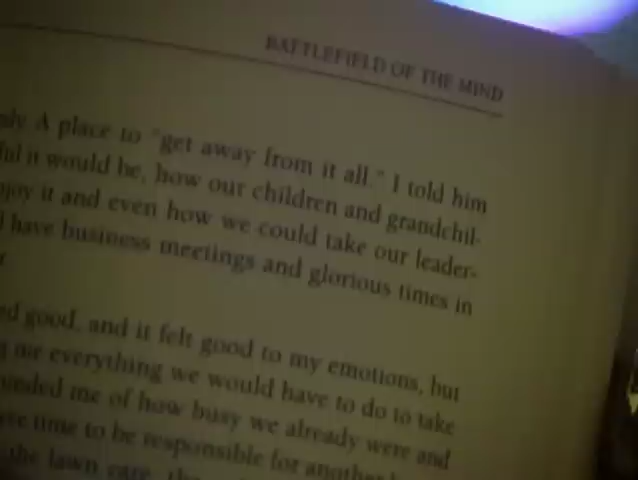 BATTLEFIELD OF THE MIND
A place to "get away from it all." I told him
it would be, how our children and grandchil-
it and even how we could take our leader-
have business meetings and glorious times in
good, and it felt good to my emotions, but
me everything we would have to do to take
me of how busy we already were and
time to be responsible for another
the lawn care,